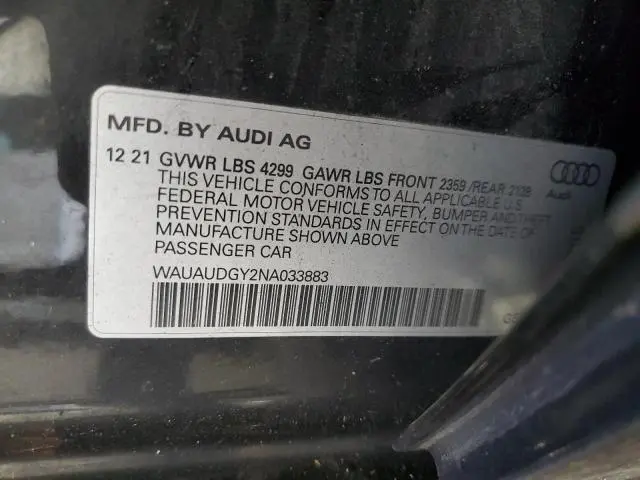 MFD. BY AUDI AG
12 21 GVWR LBS 4299 GAWR LBS FRONT 2359 /REAR 2139
THIS VEHICLE CONFORMS TO ALL APPLICABLE U.S.
FEDERAL MOTOR VEHICLE SAFETY, BUMPER AND THEFT
PREVENTION STANDARDS IN EFFECT ON THE DATE OF
MANUFACTURE SHOWN ABOVE
PASSENGER CAR
WAUAUDGY2NA033883
Audi